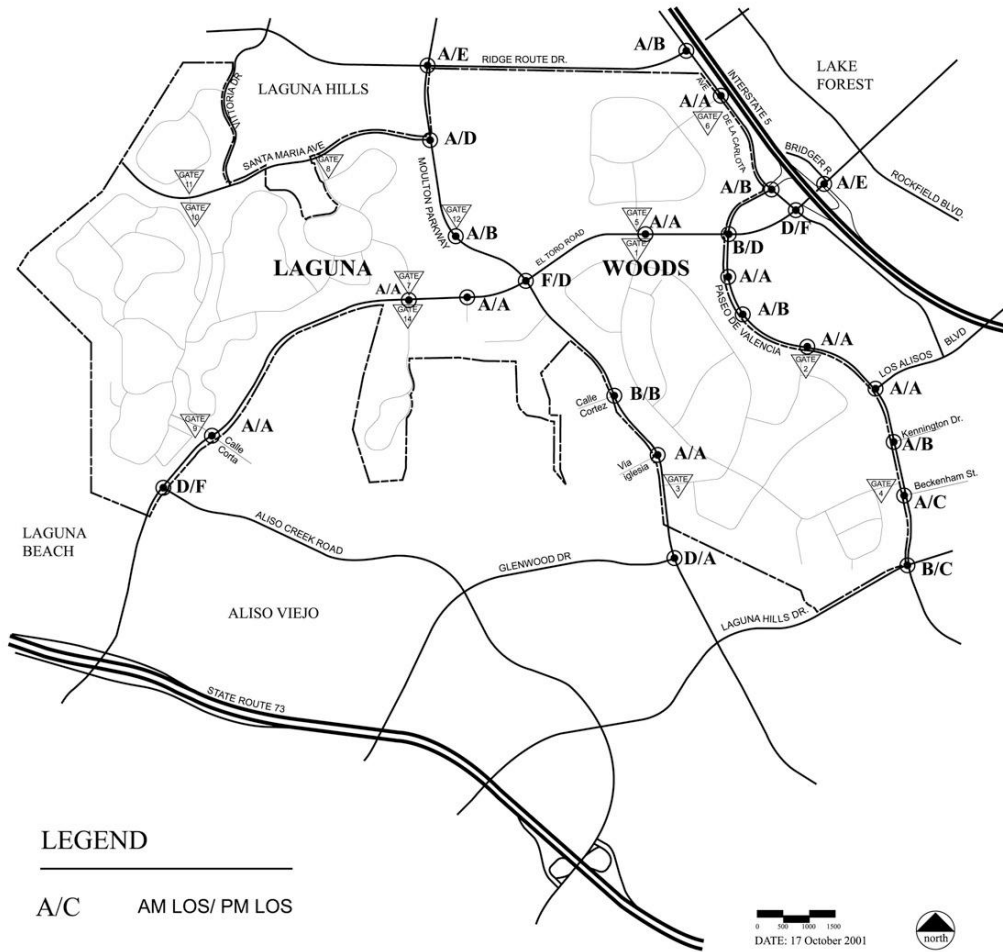 A/B
A/E
RIDGE ROUTE DR.
INTERSTATE 5
LAKE
FOREST
VITTORIA DR
LAGUNA HILLS
A/A
AVE
DE LA CARLOTA
GATE
6
A/D
SANTA MARIA AVE
GATE
8
BRIDGER R
ROCKFIELD BLVD.
GATE
11
GATE
10
MOULTON PARKWAY
GATE
12
A/B
A/B
A/E
D/F
GATE
5
A/A
GATE
1
B/D
EL TORO ROAD
LAGUNA
WOODS
F/D
A/A
GATE
7
A/A
GATE
14
A/A
A/B
PASEO DE VALENCIA
A/A
GATE
2
LOS ALISOS
BLVD
A/A
Calle
Cortez
B/B
GATE
9
A/A
Calle
Corta
Kennington Dr.
A/B
Via
iglesia
A/A
GATE
3
GATE
4
Beckenham St.
A/C
D/F
LAGUNA
BEACH
ALISO CREEK ROAD
GLENWOOD DR
D/A
B/C
LAGUNA HILLS DR.
ALISO VIEJO
STATE ROUTE 73
LEGEND
A/C AM LOS/ PM LOS
0 500 1000 1500
DATE: 17 October 2001
north